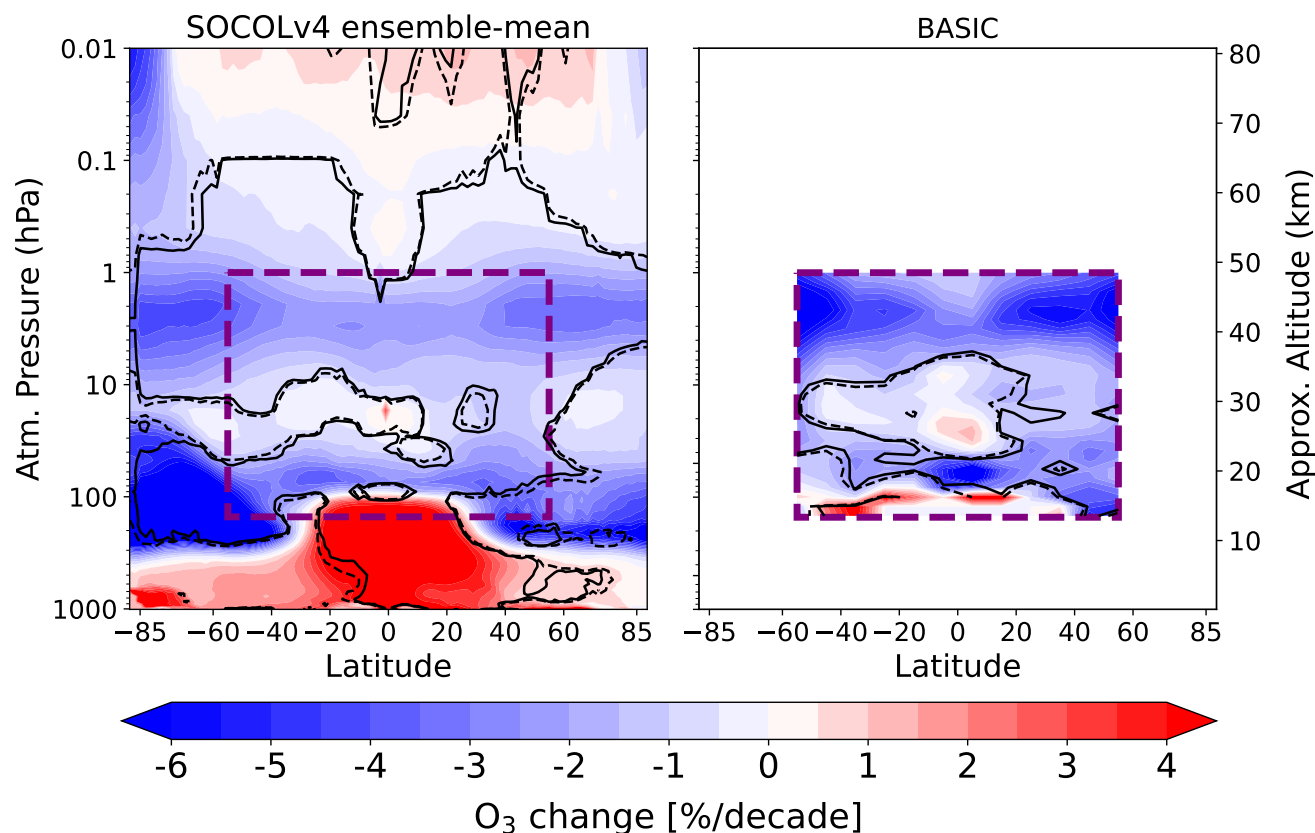 SOCOLv4 ensemble-mean
BASIC
Atm. Pressure (hPa)
0.01
0.1
1
10
100
1000
−85 −60 −40 −20 0 20 40 60 85
Latitude
−85 −60 −40 −20 0 20 40 60 85
Latitude
80
70
60
50
40
30
20
10
Approx. Altitude (km)
-6 -5 -4 -3 -2 -1 0 1 2 3 4
O₃ change [%/decade]